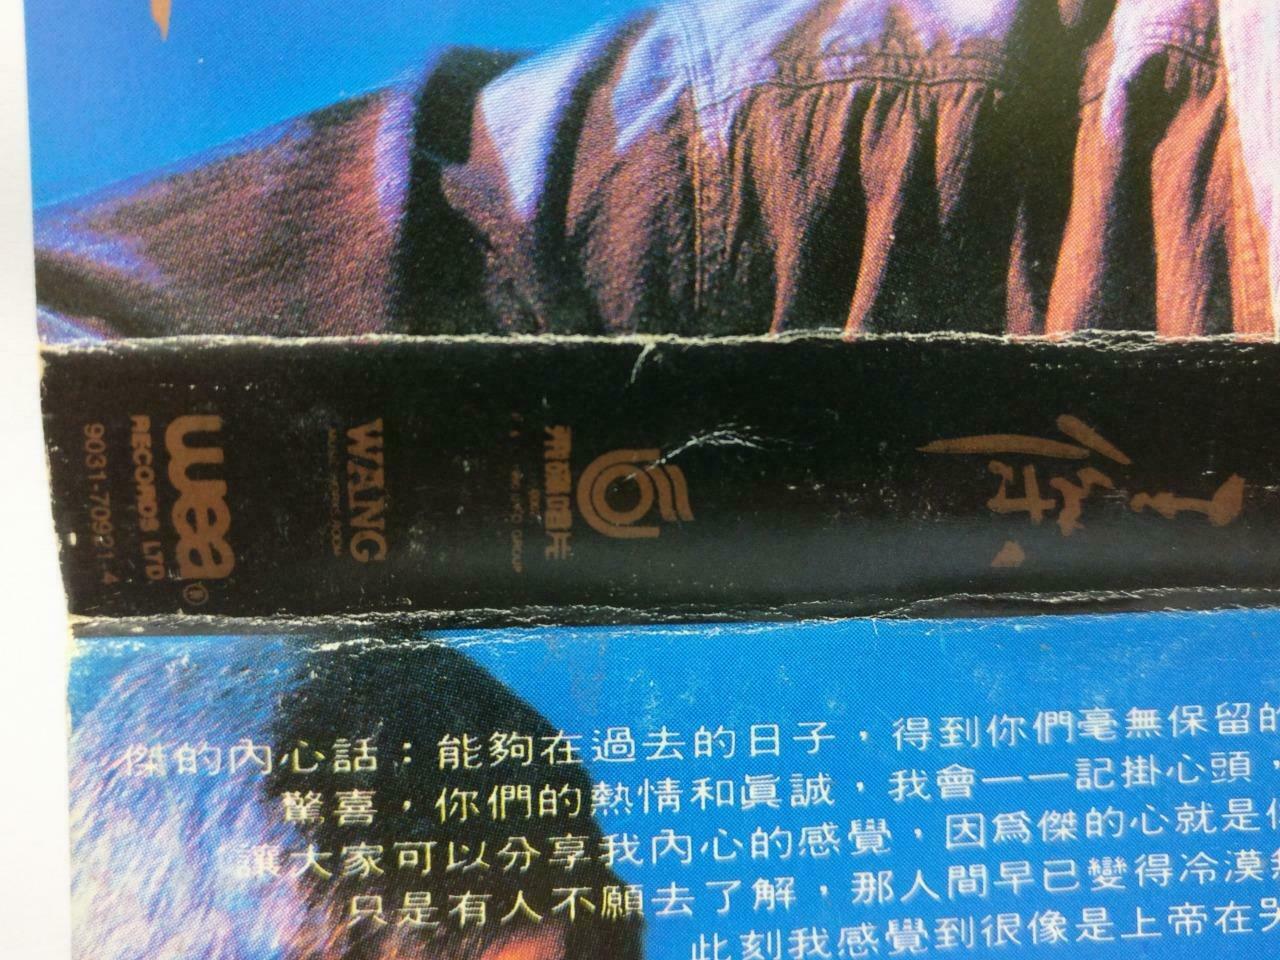 wea
RECORDS LTD.
9031-70921-4
WANG
飛碟唱片
傑的內心話：能夠在過去的日子，得到你們毫無保留的
驚喜，你們的熱情和眞誠，我會一一記掛心頭，
讓大家可以分享我內心的感覺，因爲傑的心就是
只是有人不願去了解，那人間早已變得冷漠
此刻我感覺到很像是上帝在